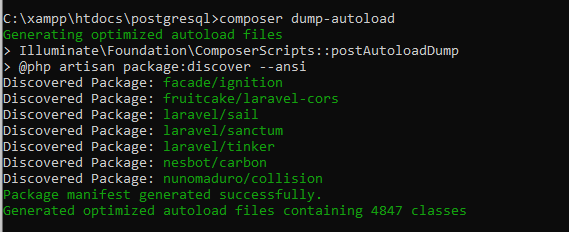 C:\xampp\htdocs\postgresql>composer dump-autoload
Generating optimized autoload files
> Illuminate\Foundation\ComposerScripts::postAutoloadDump
> @php artisan package:discover --ansi
Discovered Package: facade/ignition
Discovered Package: fruitcake/laravel-cors
Discovered Package: laravel/sail
Discovered Package: laravel/sanctum
Discovered Package: laravel/tinker
Discovered Package: nesbot/carbon
Discovered Package: nunomaduro/collision
Package manifest generated successfully.
Generated optimized autoload files containing 4847 classes